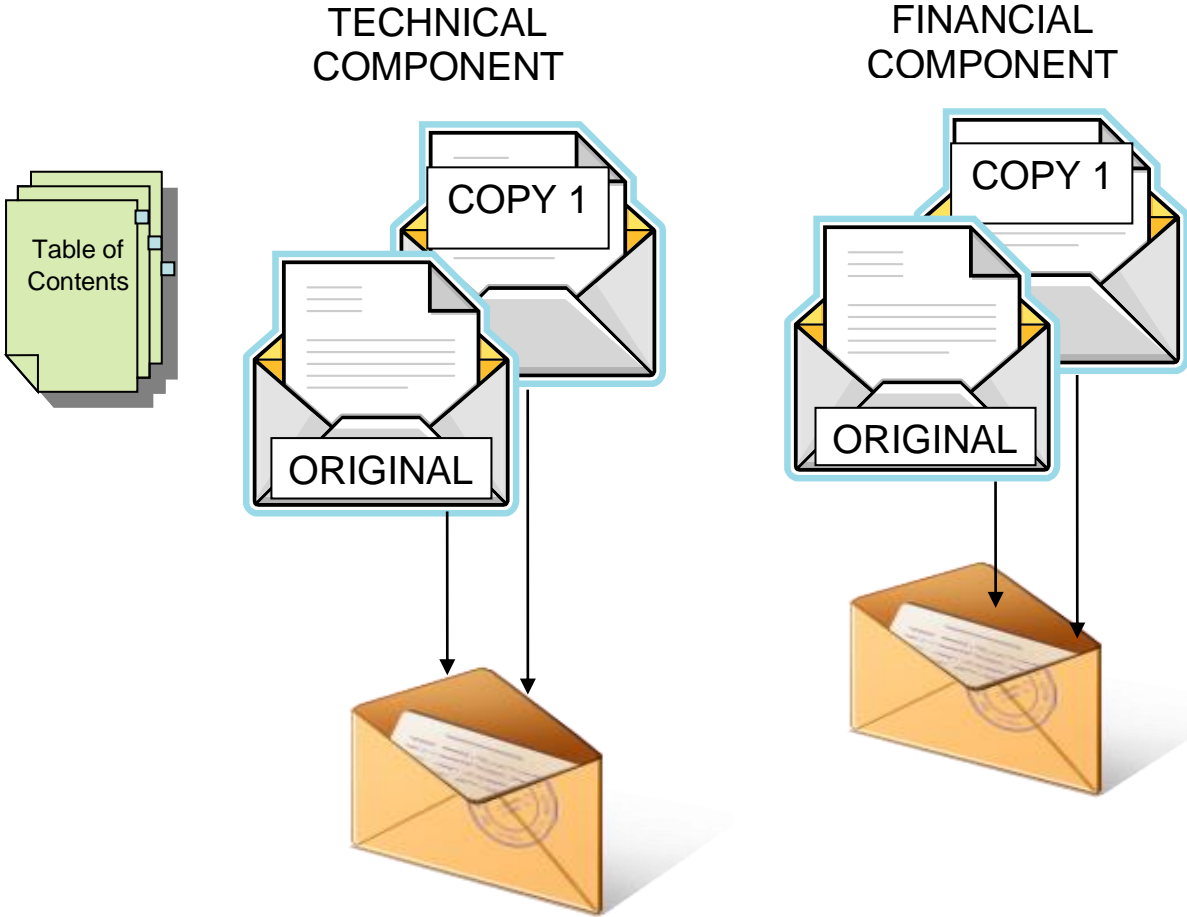 TECHNICAL
COMPONENT
FINANCIAL
COMPONENT
Table of
Contents
COPY 1
ORIGINAL
COPY 1
ORIGINAL